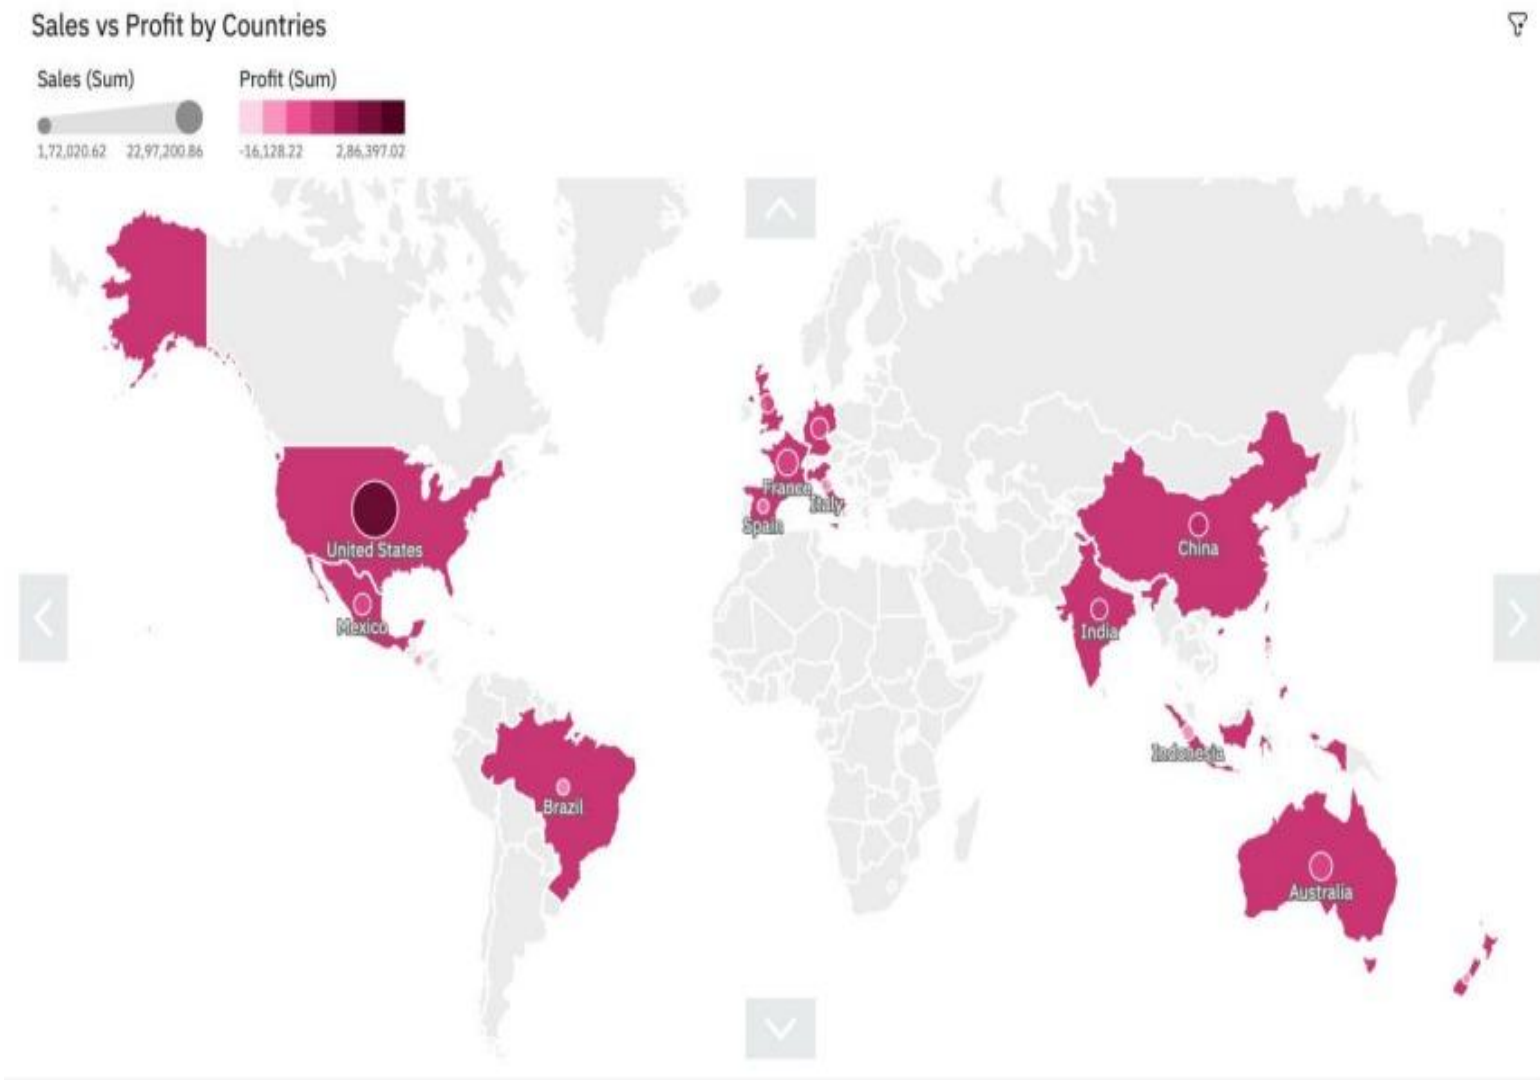 Sales vs Profit by Countries
Sales (Sum)
Profit (Sum)
1,72,020.62
22,97,200.86
-16,128.22
2,86,397.02
France
Italy
Spain
United States
China
Mexico
India
Indonesia
Brazil
Australia